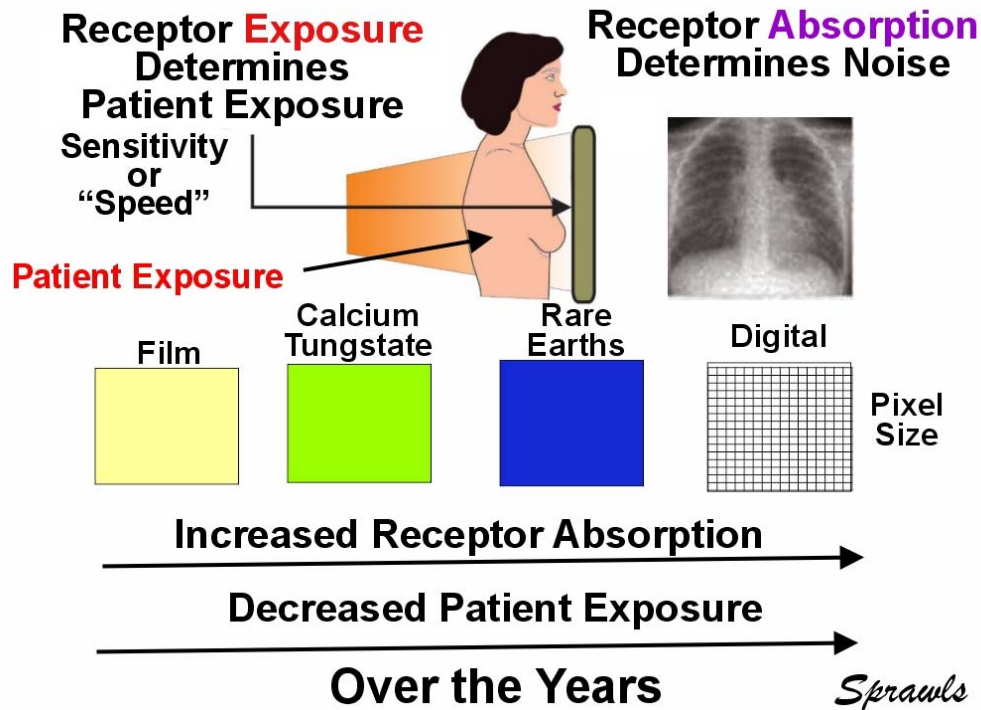 Receptor Exposure
Determines
Patient Exposure
Sensitivity
or
“Speed”
Patient Exposure
Receptor Absorption
Determines Noise
Film
Calcium
Tungstate
Rare
Earths
Digital
Pixel
Size
Increased Receptor Absorption
Decreased Patient Exposure
Over the Years
Sprawls